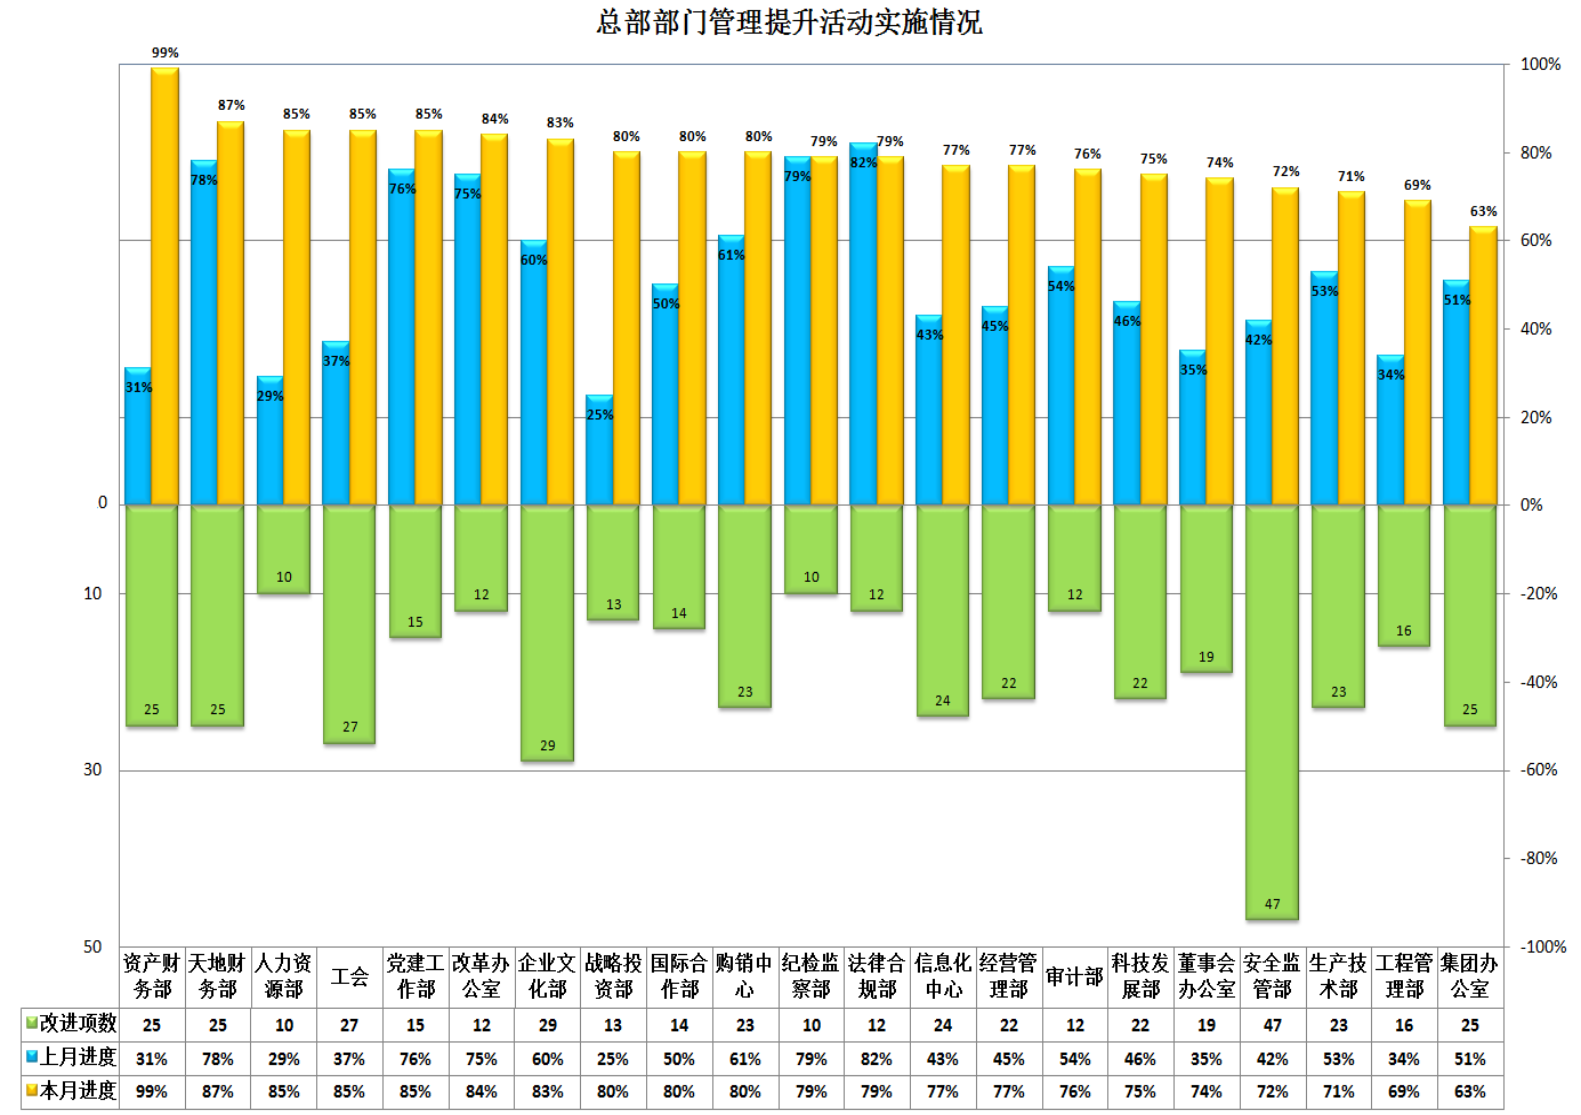 总部部门管理提升活动实施情况
99% 87% 85% 85% 85% 84% 83% 80% 80% 80% 79% 79% 77% 77% 76% 75% 74% 72% 71% 69% 63%
31% 78% 29% 37% 76% 75% 60% 25% 50% 61% 79% 82% 43% 45% 54% 46% 35% 42% 53% 34% 51%
100%
80%
60%
40%
20%
0 0%
10 -20%
-40%
30 -60%
-80%
50 -100%
25 25 10 27 15 12 29 13 14 23 10 12 24 22 12 22 19 47 23 16 25
资产财务部 天地财务部 人力资源部 工会 党建工作部 改革办公室 企业文化部 战略投资部 国际合作部 购销中心 纪检监察部 法律合规部 信息化中心 经营管理部 审计部 科技发展部 董事会办公室 安全监管部 生产技术部 工程管理部 集团办公室
改进项数 25 25 10 27 15 12 29 13 14 23 10 12 24 22 12 22 19 47 23 16 25
上月进度 31% 78% 29% 37% 76% 75% 60% 25% 50% 61% 79% 82% 43% 45% 54% 46% 35% 42% 53% 34% 51%
本月进度 99% 87% 85% 85% 85% 84% 83% 80% 80% 80% 79% 79% 77% 77% 76% 75% 74% 72% 71% 69% 63%